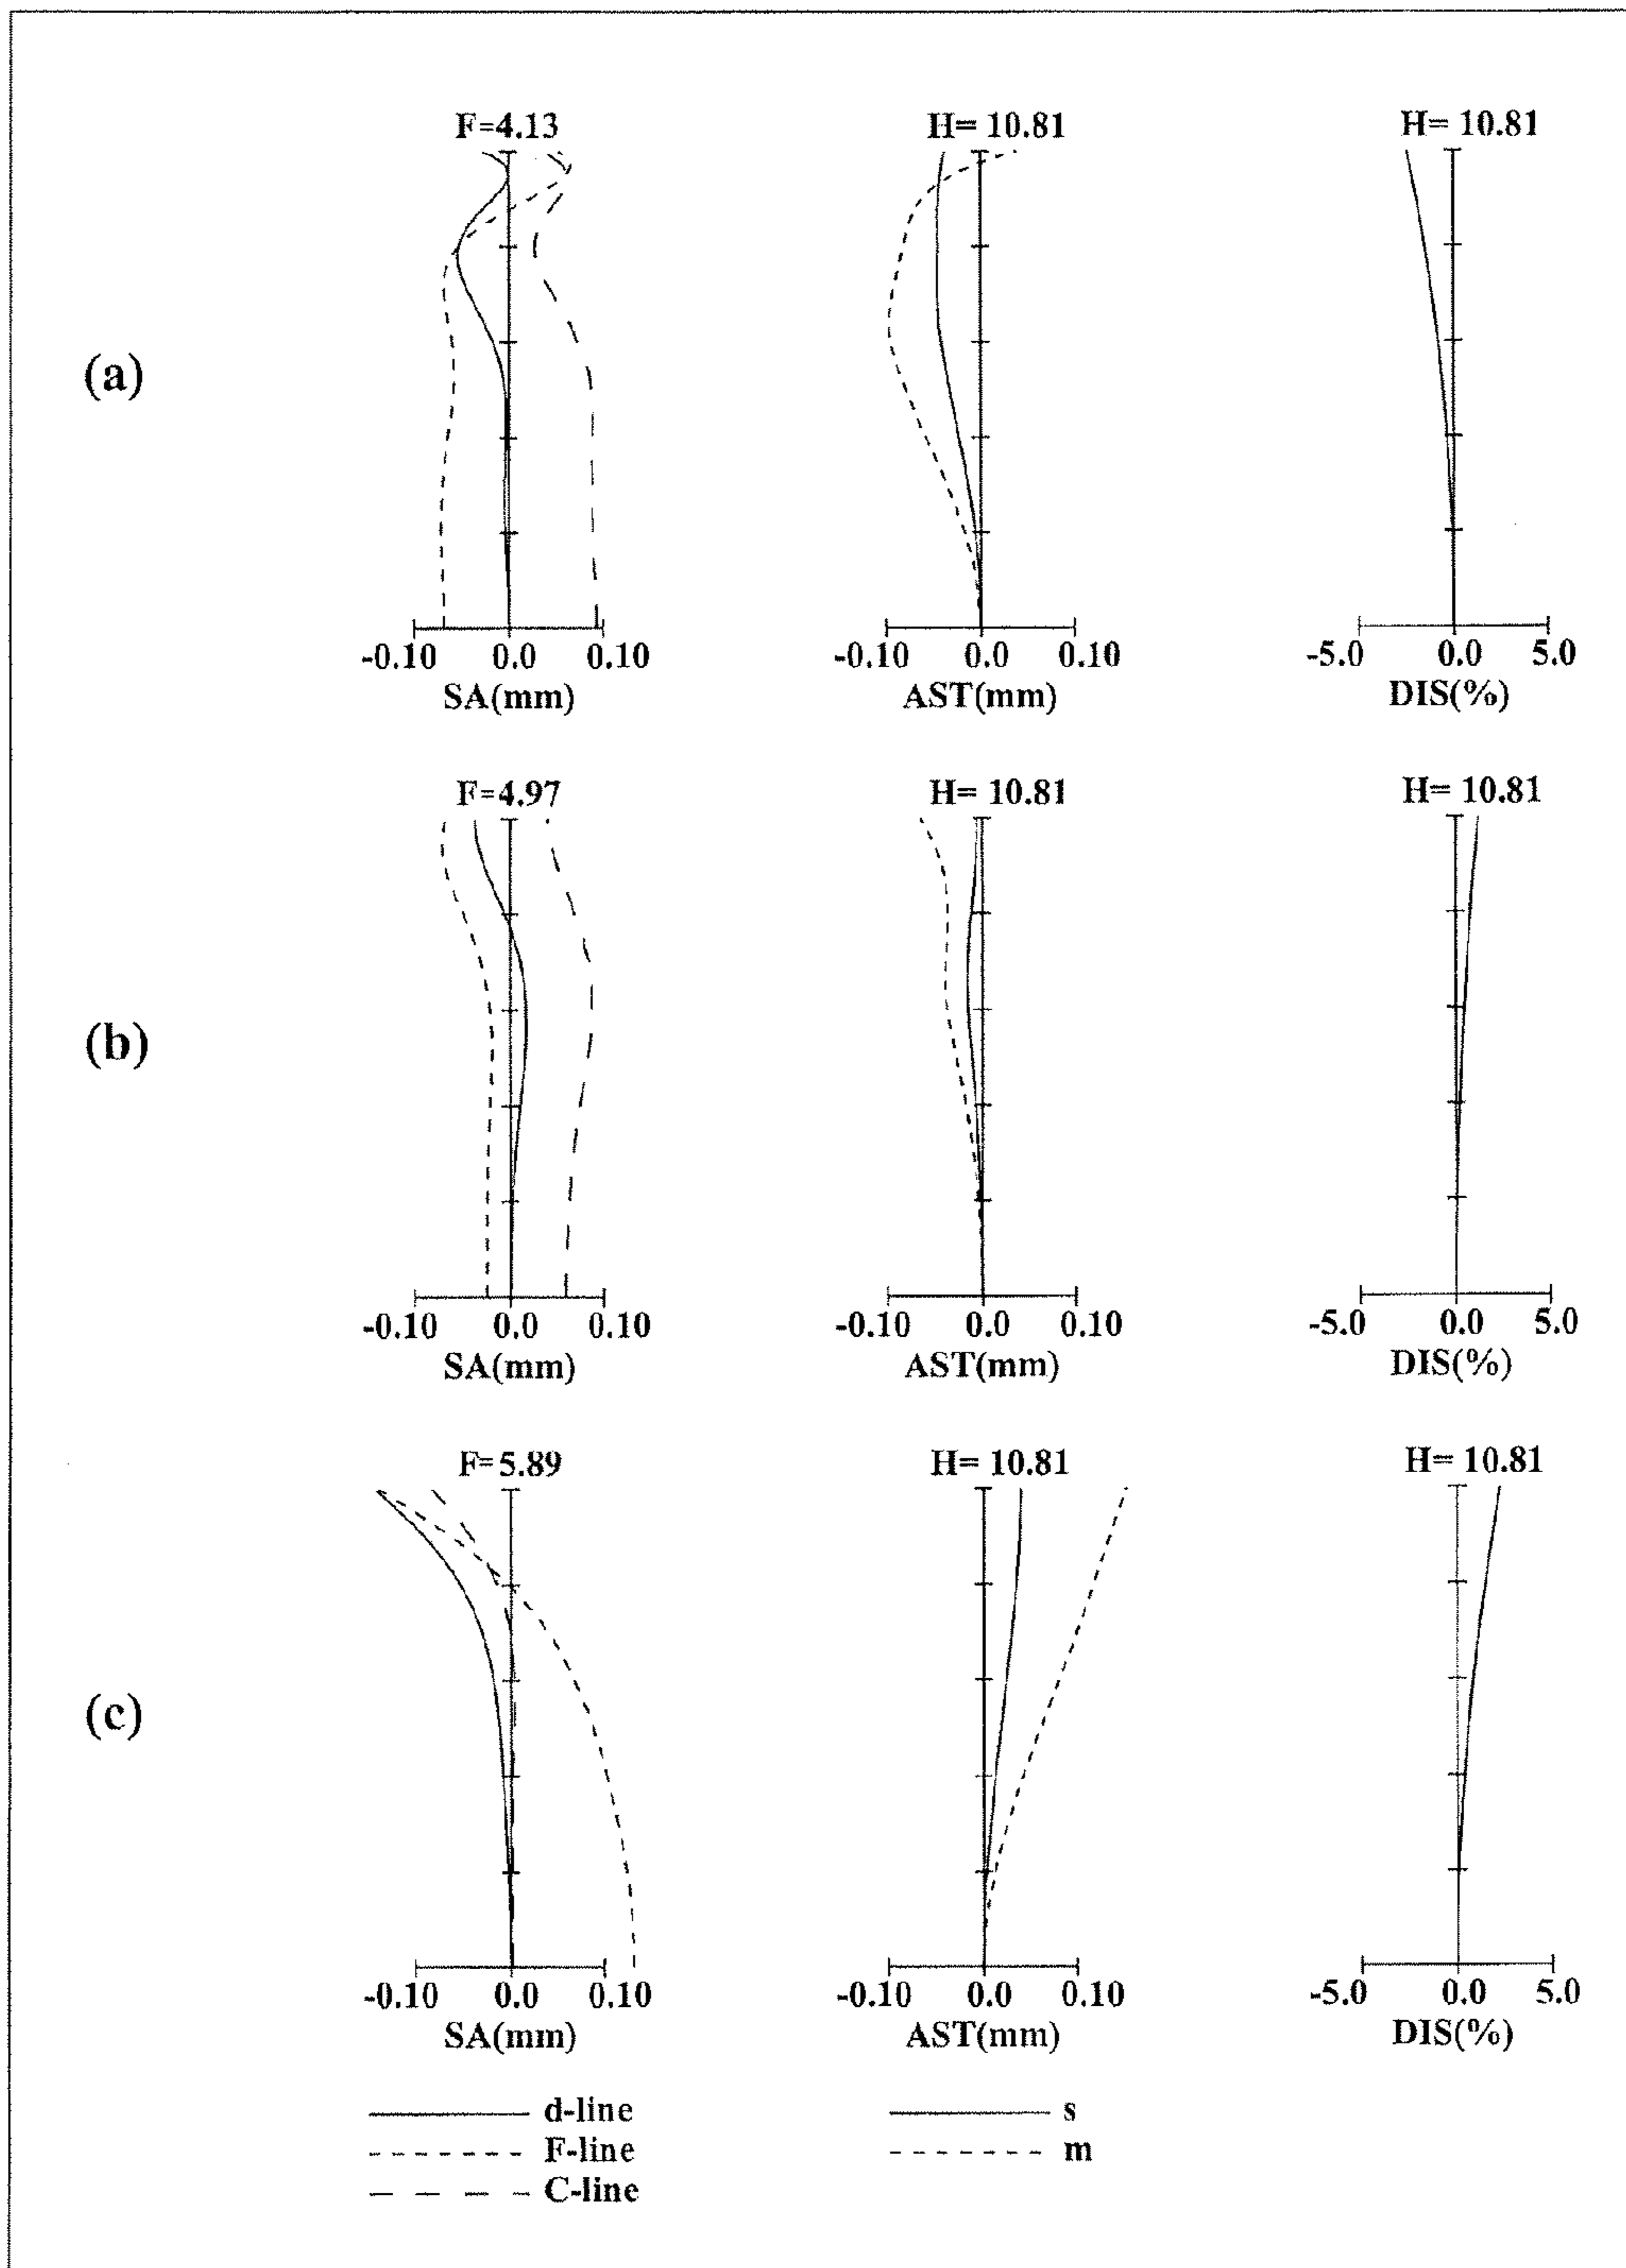 F=4.13 H= 10.81 H= 10.81
(a)
-0.10 0.0 0.10 -0.10 0.0 0.10 -5.0 0.0 5.0
SA(mm) AST(mm) DIS(%)
F=4.97 H= 10.81 H= 10.81
(b)
-0.10 0.0 0.10 -0.10 0.0 0.10 -5.0 0.0 5.0
SA(mm) AST(mm) DIS(%)
F=5.89 H= 10.81 H= 10.81
(c)
-0.10 0.0 0.10 -0.10 0.0 0.10 -5.0 0.0 5.0
SA(mm) AST(mm) DIS(%)
d-line s
F-line m
C-line